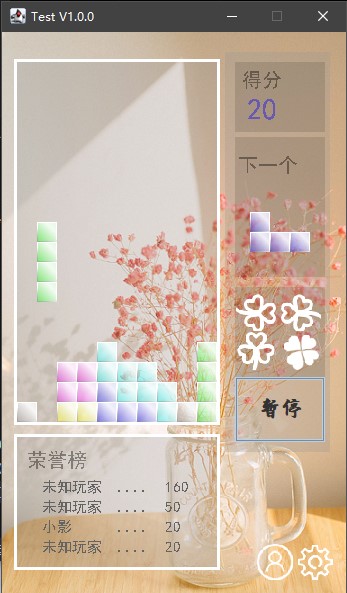 Test V1.0.0
得分
20
下一个
暂停
荣誉榜
未知玩家 .... 160
未知玩家 .... 50
小影 .... 20
未知玩家 .... 20